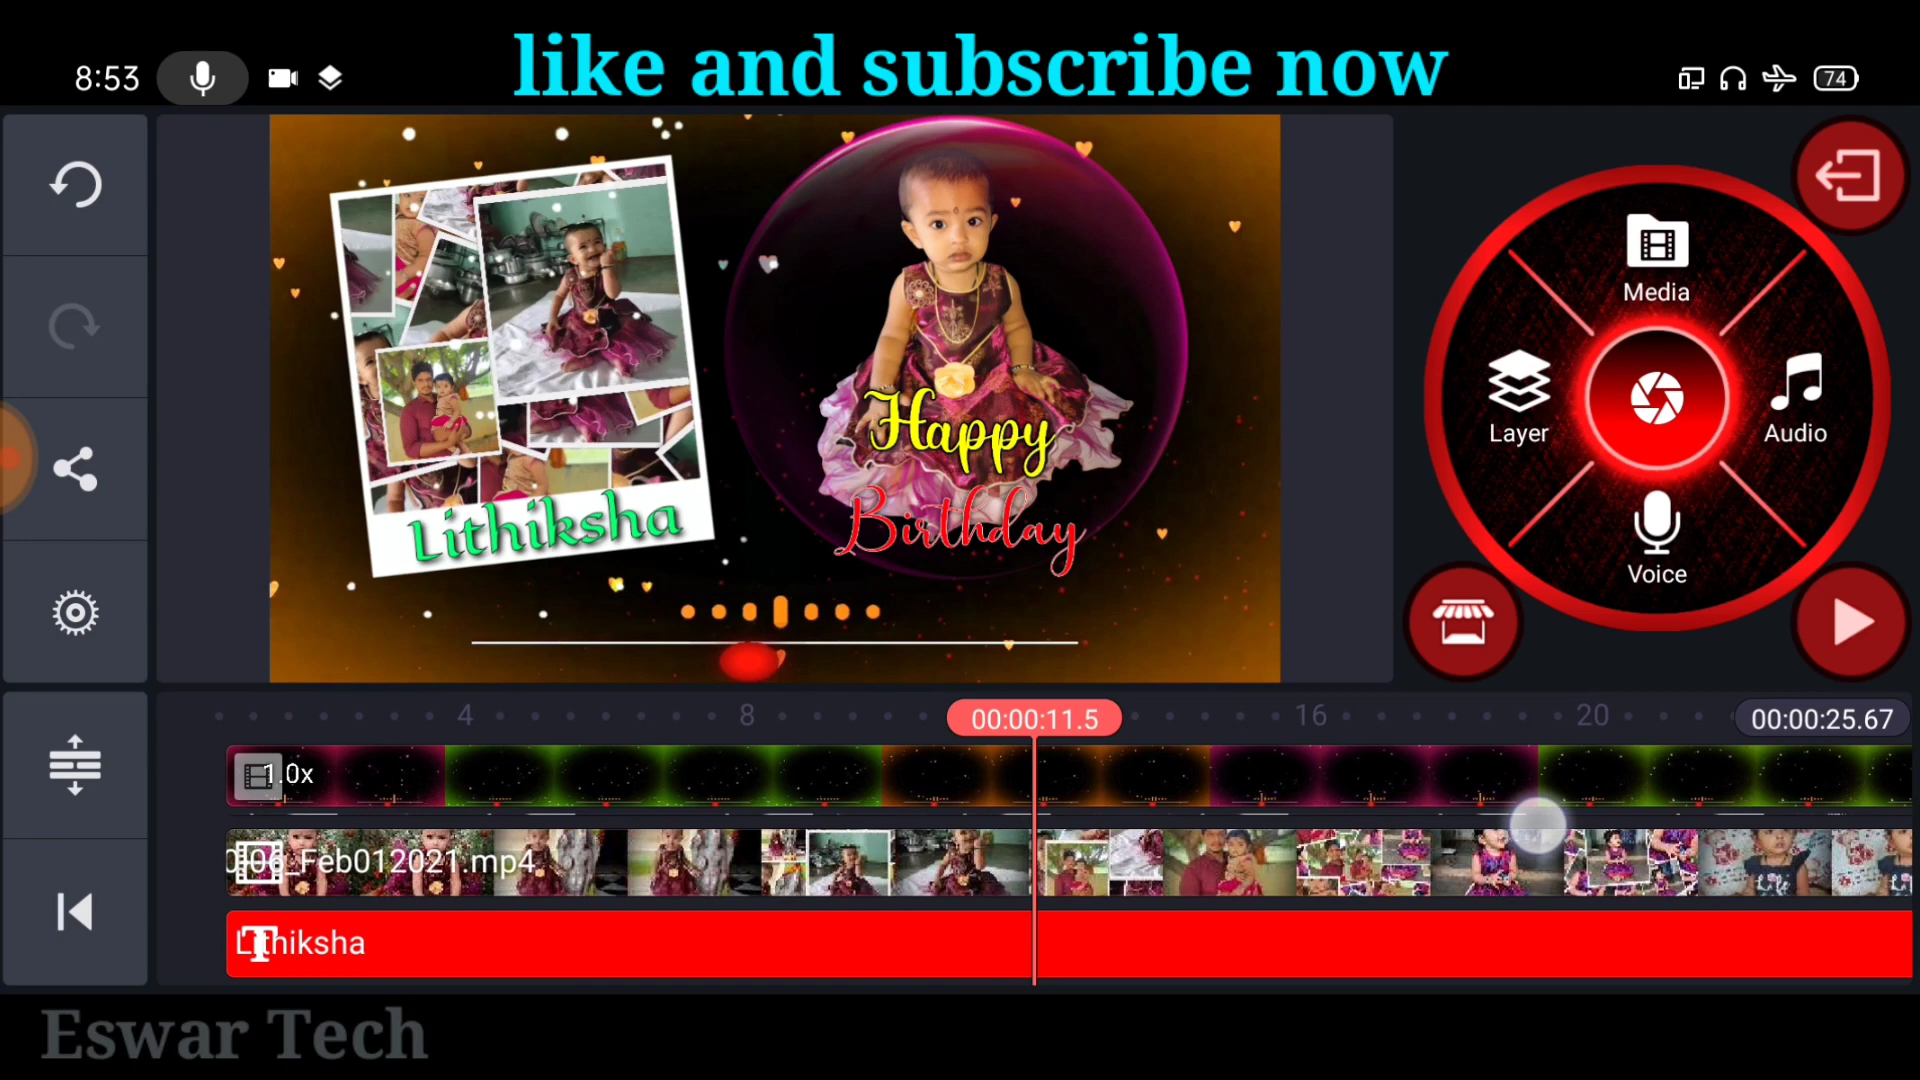 like and subscribe now
8:53
74
Media
Layer
Audio
Voice
Lithiksha
Happy
Birthday
4
8
00:00:11.5
16
20
00:00:25.67
1.0x
0-06_Feb012021.mp4
Lithiksha
Eswar Tech